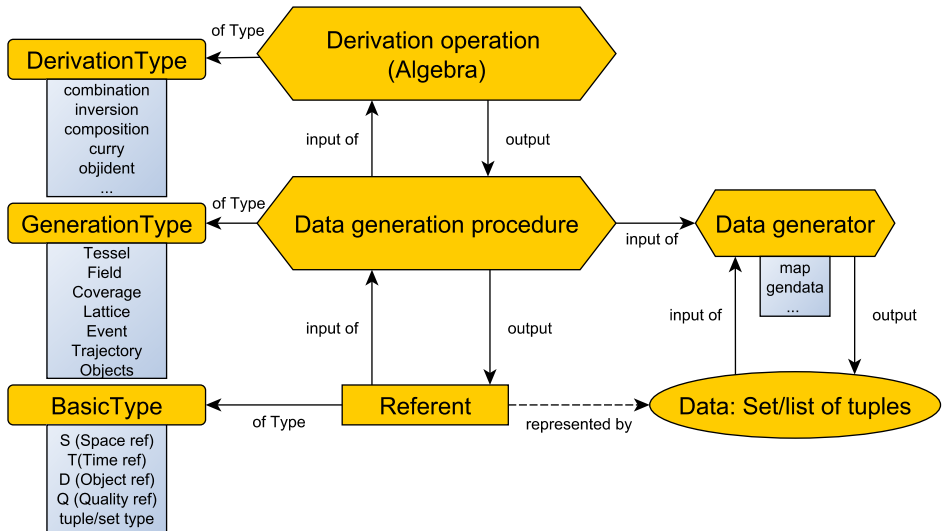 of Type
Derivation operation
(Algebra)
DerivationType
combination
inversion
composition
curry
objident
...
input of
output
of Type
GenerationType
Data generation procedure
input of
Data generator
Tessel
Field
Coverage
Lattice
Event
Trajectory
Objects
map
gendata
...
input of
output
input of
output
BasicType
of Type
Referent
represented by
Data: Set/list of tuples
S (Space ref)
T(Time ref)
D (Object ref)
Q (Quality ref)
tuple/set type